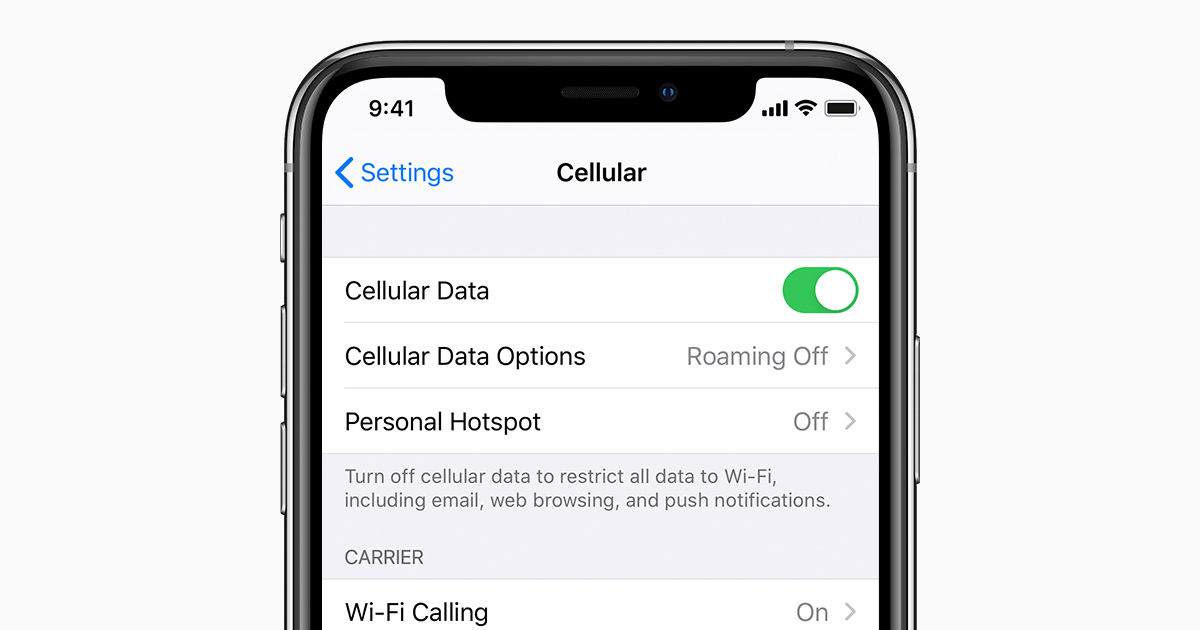 9:41
Settings
Cellular
Cellular Data
Cellular Data Options
Roaming Off
Personal Hotspot
Off
Turn off cellular data to restrict all data to Wi-Fi,
including email, web browsing, and push notifications.
CARRIER
Wi-Fi Calling
On